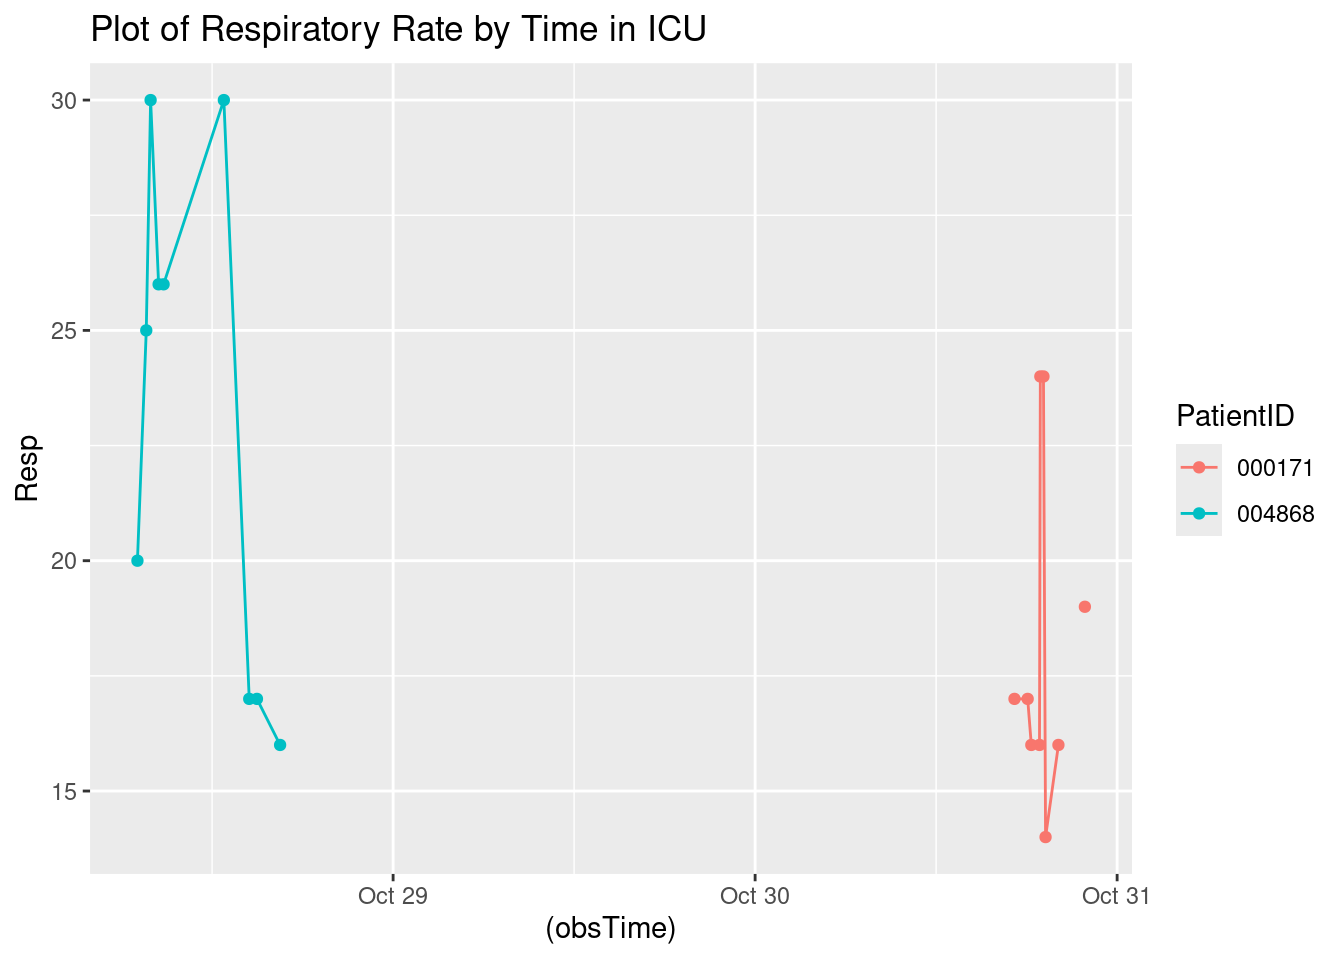 Plot of Respiratory Rate by Time in ICU
30
25
20
15
Resp
Oct 29
Oct 30
Oct 31
(obsTime)
PatientID
000171
004868